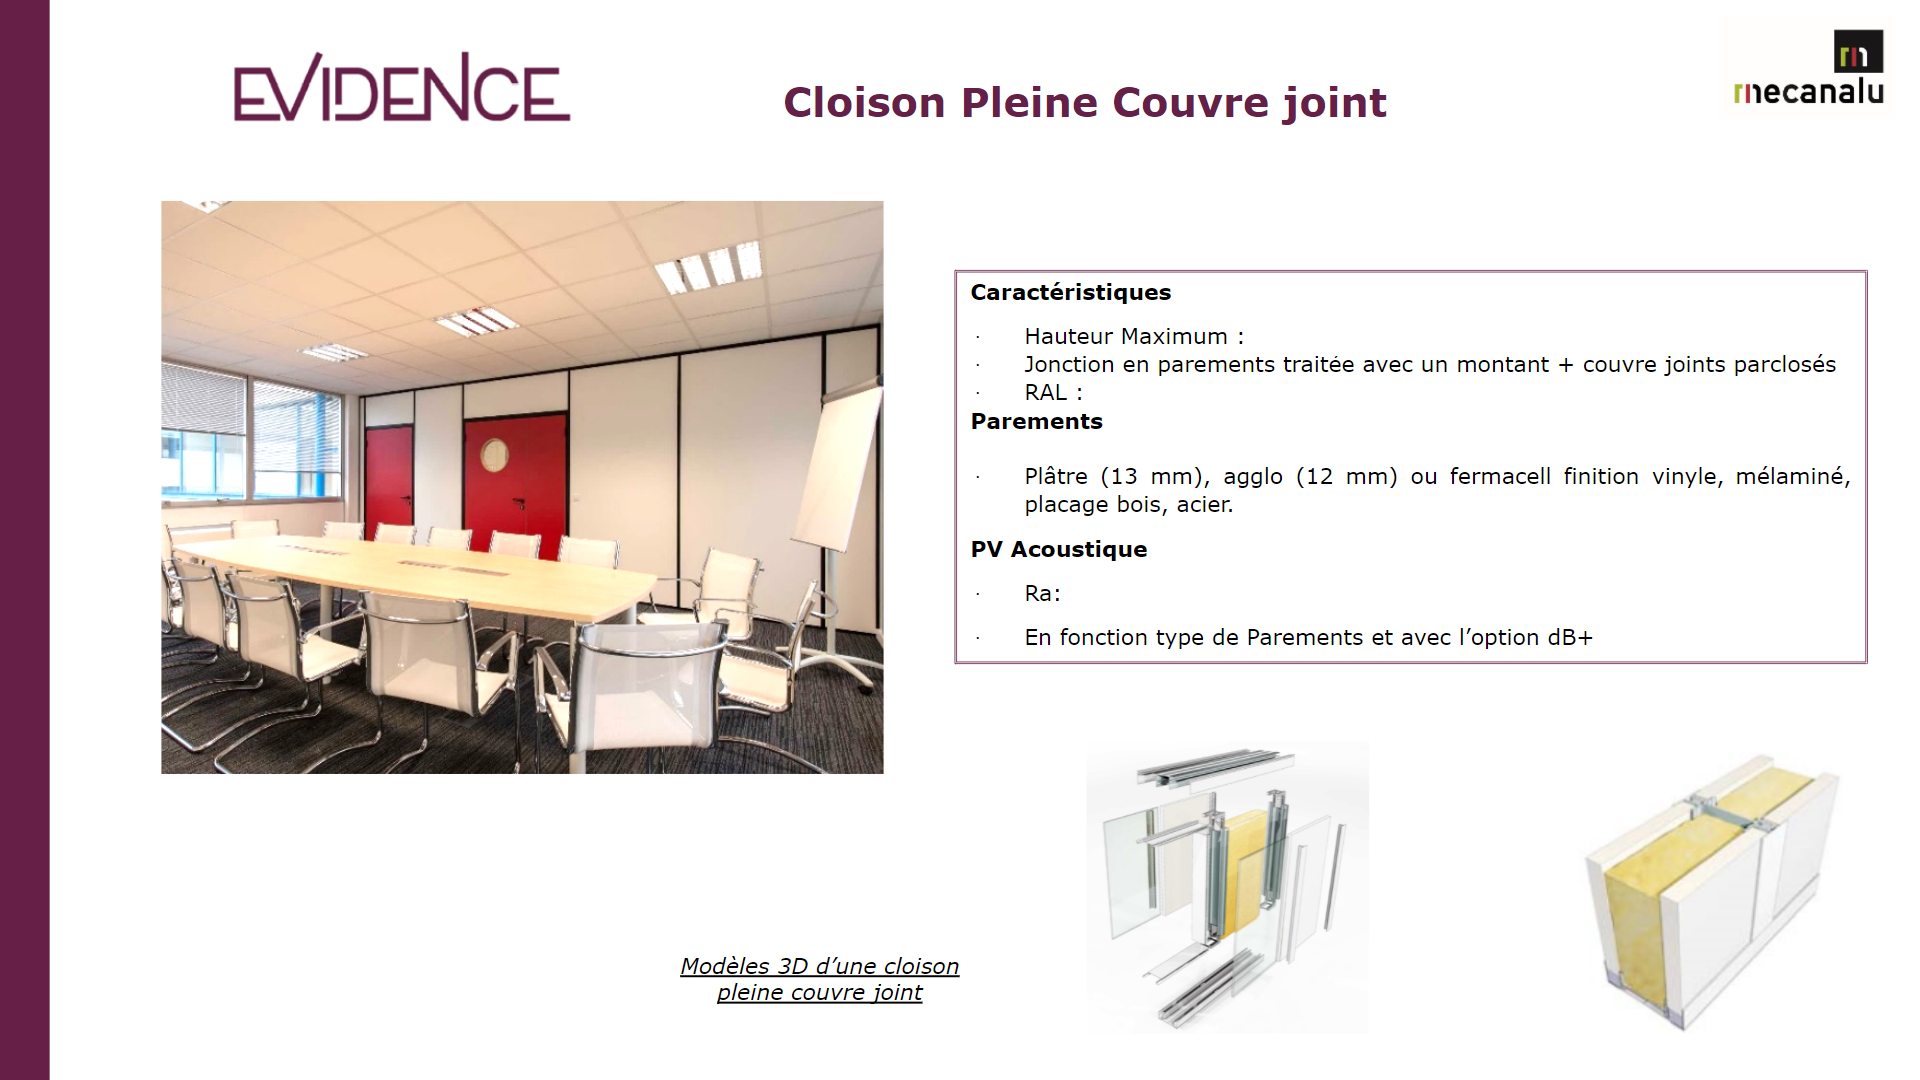 EVIDENCE
Cloison Pleine Couvre joint
mecanalu
Caractéristiques
· Hauteur Maximum :
· Jonction en parements traitée avec un montant + couvre joints parclosés
· RAL :
Parements
· Plâtre (13 mm), agglo (12 mm) ou fermacell finition vinyle, mélaminé,
placage bois, acier.
PV Acoustique
· Ra:
· En fonction type de Parements et avec l’option dB+
Modèles 3D d’une cloison
pleine couvre joint